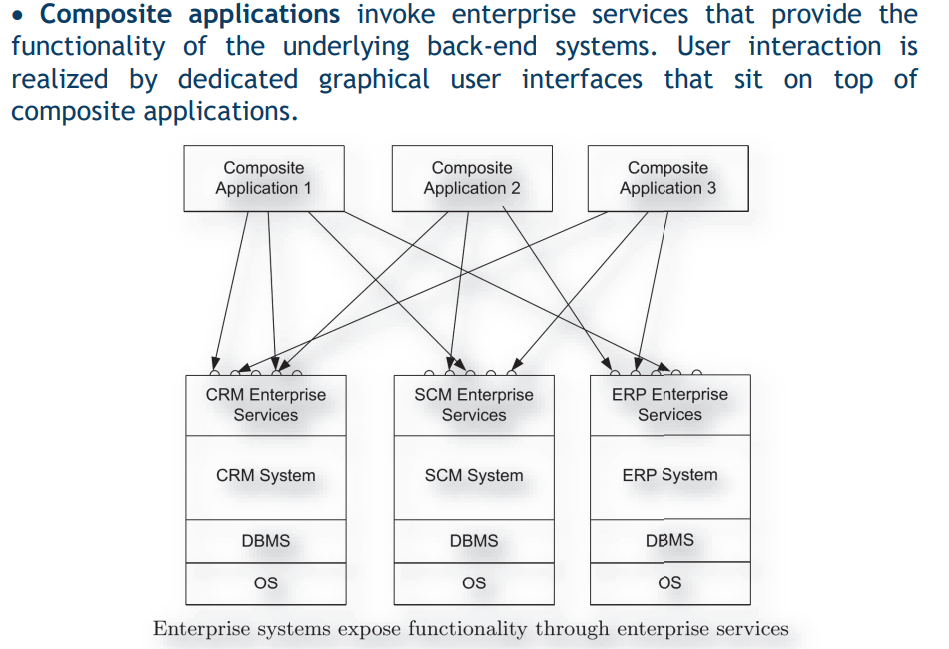 • Composite applications invoke enterprise services that provide the
functionality of the underlying back-end systems. User interaction is
realized by dedicated graphical user interfaces that sit on top of
composite applications.
Composite
Application 1
Composite
Application 2
Composite
Application 3
CRM Enterprise
Services
SCM Enterprise
Services
ERP Enterprise
Services
CRM System
SCM System
ERP System
DBMS
DBMS
DBMS
OS
OS
OS
Enterprise systems expose functionality through enterprise services